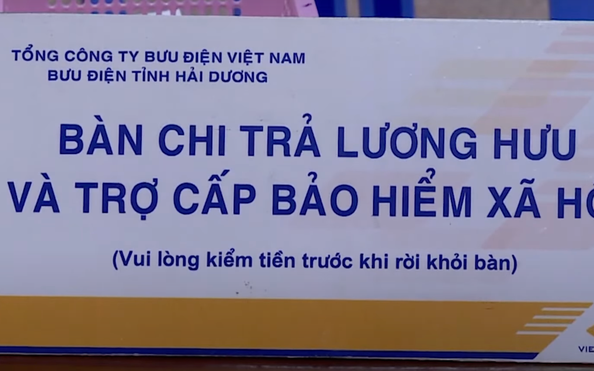 TỔNG CÔNG TY BƯU ĐIỆN VIỆT NAM
BƯU ĐIỆN TỈNH HẢI DƯƠNG
BÀN CHI TRẢ LƯƠNG HƯU
VÀ TRỢ CẤP BẢO HIỂM XÃ
(Vui lòng kiểm tiền trước khi rời khỏi bàn)